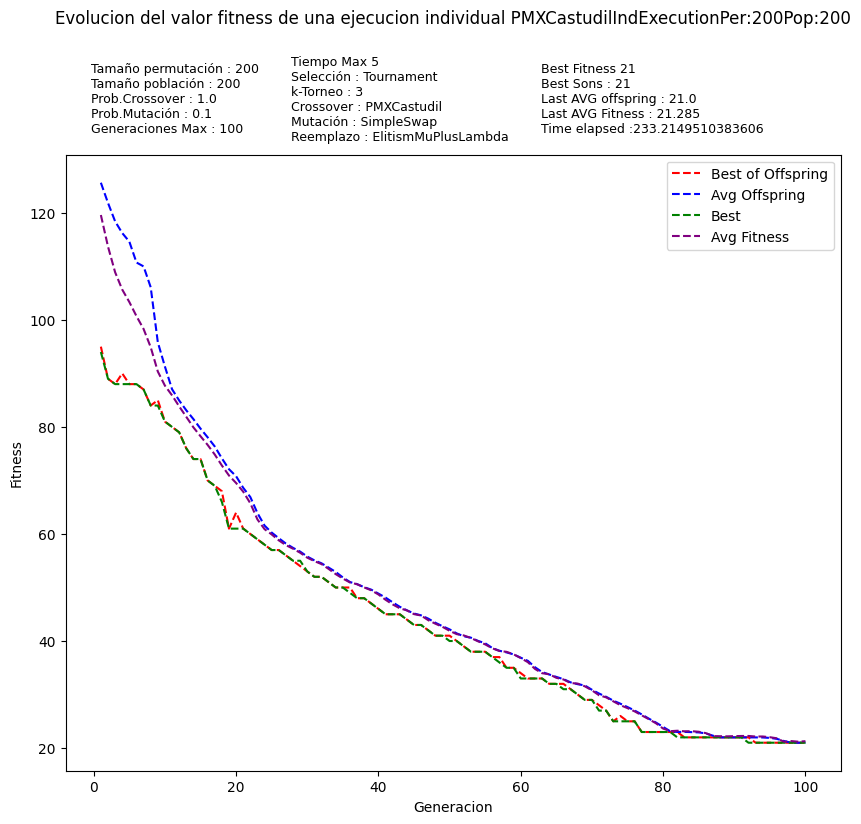 Evolucion del valor fitness de una ejecucion individual PMXCastudilIndExecutionPer:200Pop:200
Tamaño permutación : 200
Tamaño población : 200
Prob.Crossover : 1.0
Prob.Mutación : 0.1
Generaciones Max : 100
Tiempo Max 5
Selección : Tournament
k-Torneo : 3
Crossover : PMXCastudil
Mutación : SimpleSwap
Reemplazo : ElitismMuPlusLambda
Best Fitness 21
Best Sons : 21
Last AVG offspring : 21.0
Last AVG Fitness : 21.285
Time elapsed :233.2149510383606
Best of Offspring
Avg Offspring
Best
Avg Fitness
Fitness
120
100
80
60
40
20
0
20
40
60
80
100
Generacion